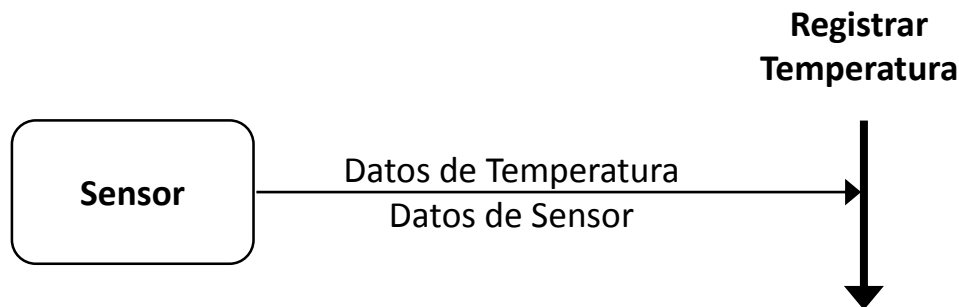 Registrar
Temperatura
Sensor
Datos de Temperatura
Datos de Sensor